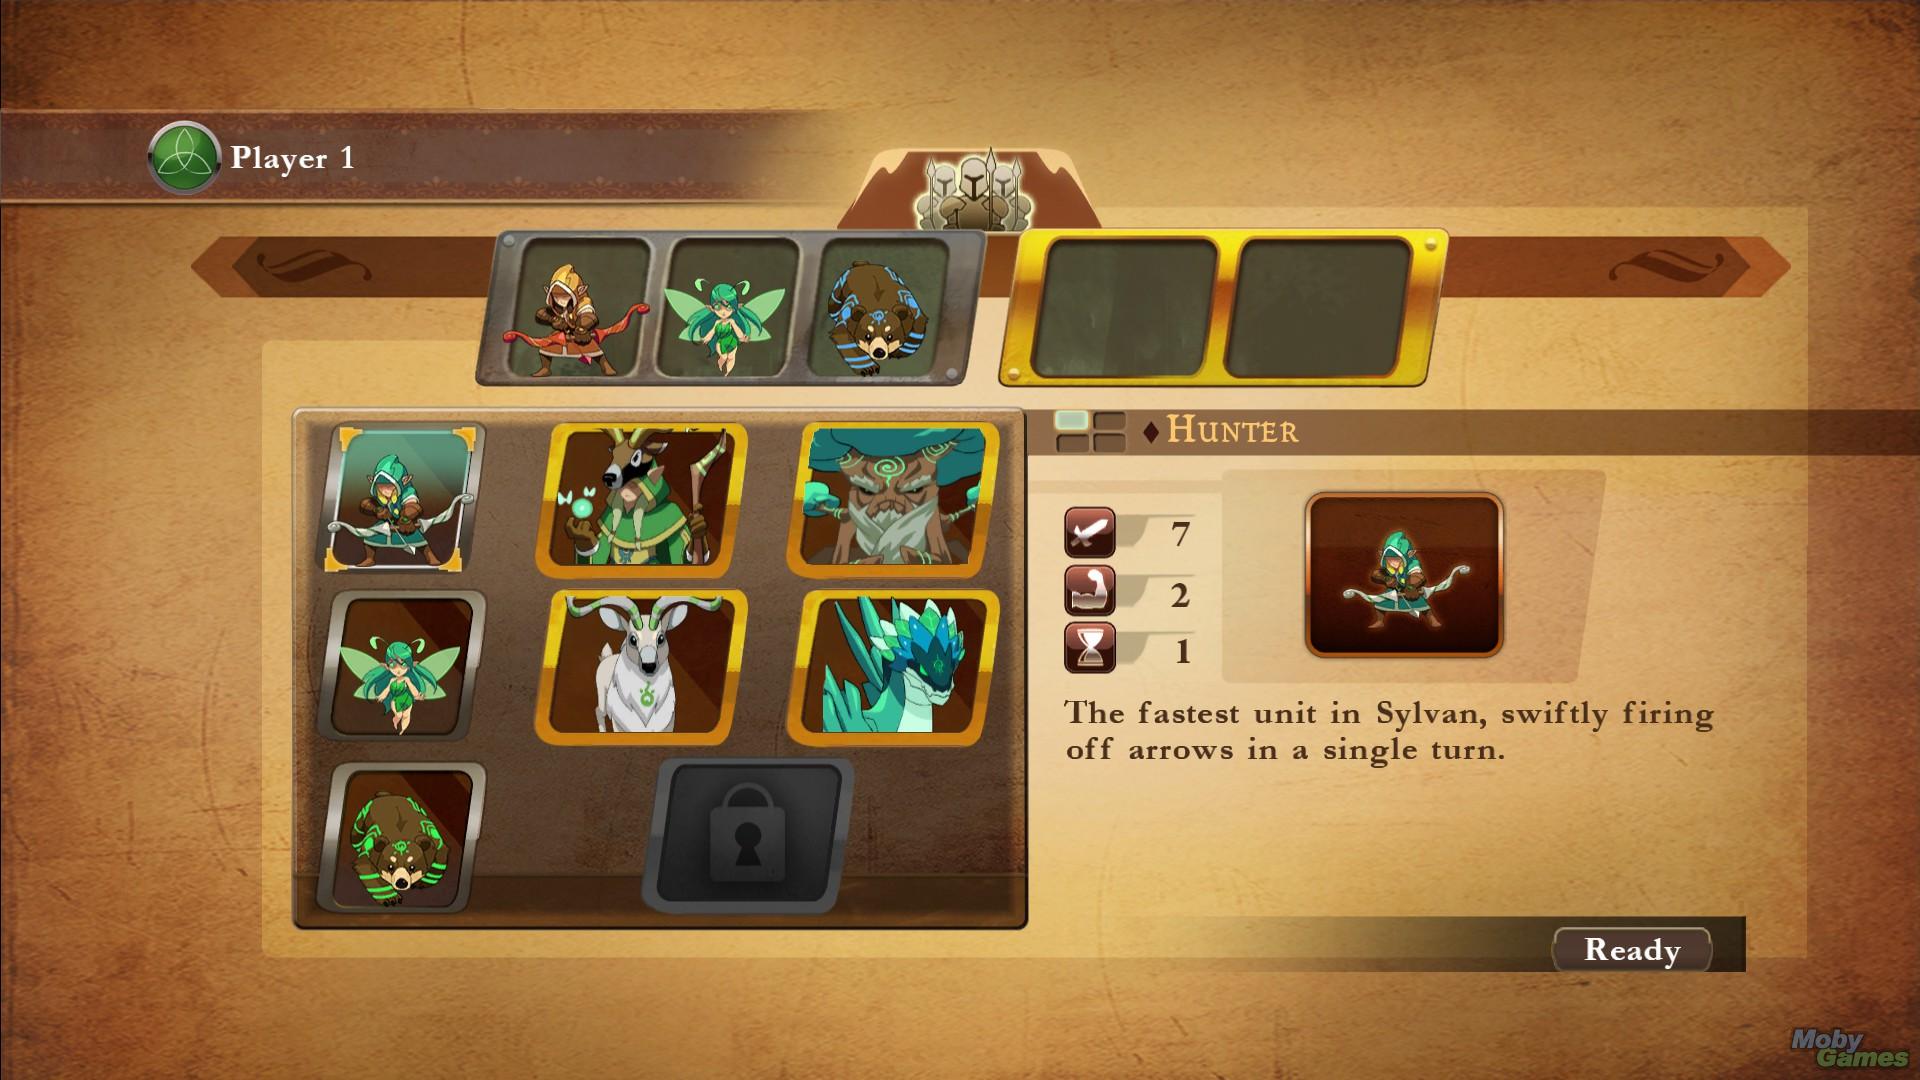 Player 1
Hunter
7
2
1
The fastest unit in Sylvan, swiftly firing
off arrows in a single turn.
Ready
Moby
Games